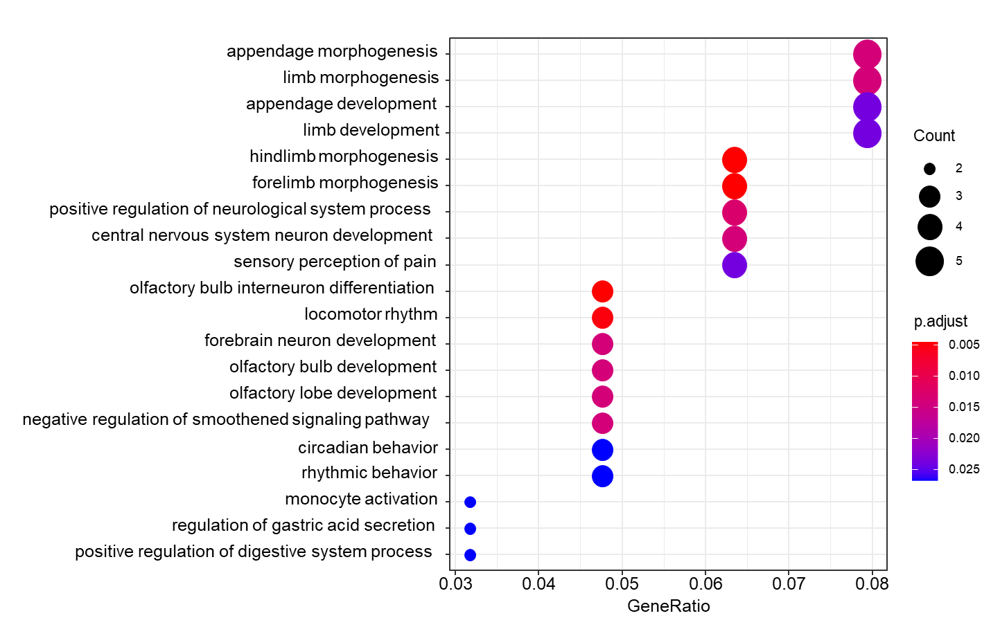 appendage morphogenesis
limb morphogenesis
appendage development
limb development
hindlimb morphogenesis
forelimb morphogenesis
positive regulation of neurological system process
central nervous system neuron development
sensory perception of pain
olfactory bulb interneuron differentiation
locomotor rhythm
forebrain neuron development
olfactory bulb development
olfactory lobe development
negative regulation of smoothened signaling pathway
circadian behavior
rhythmic behavior
monocyte activation
regulation of gastric acid secretion
positive regulation of digestive system process
0.03 0.04 0.05 0.06 0.07 0.08
GeneRatio
Count
2
3
4
5
p.adjust
0.005
0.010
0.015
0.020
0.025